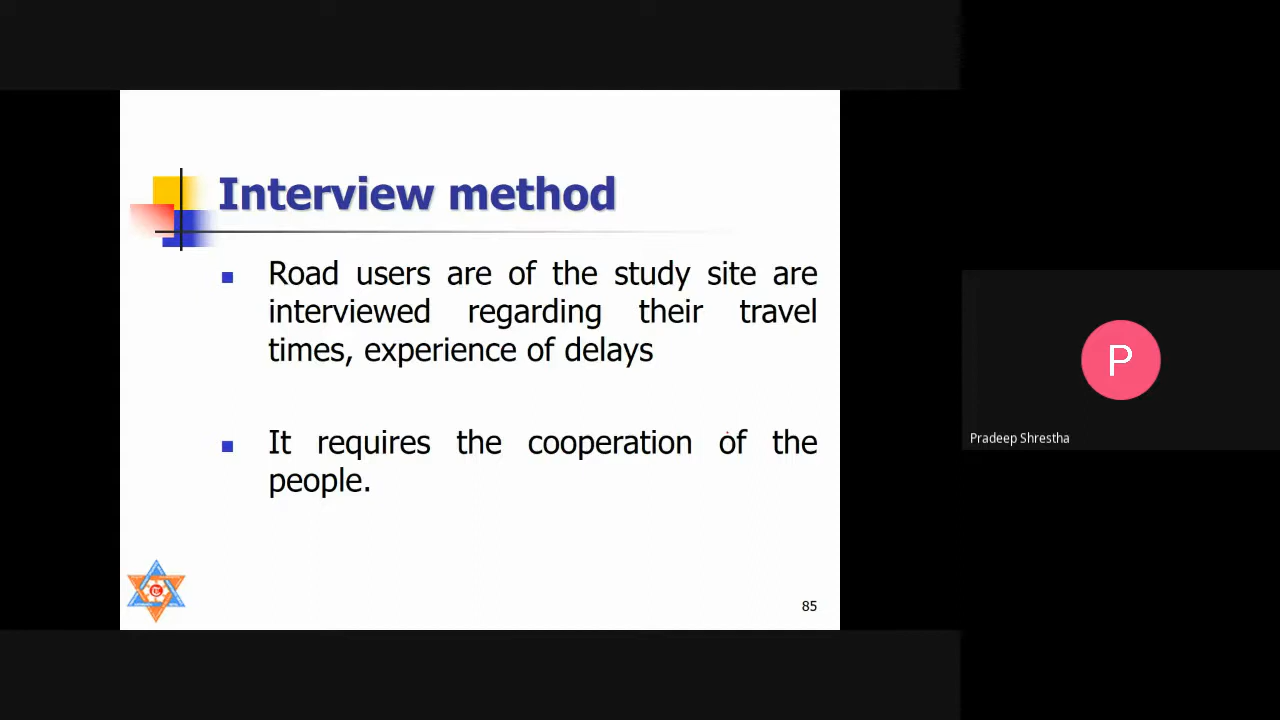 Interview method
Road users are of the study site are
interviewed regarding their travel
times, experience of delays
It requires the cooperation of the
people.
85
P
Pradeep Shrestha